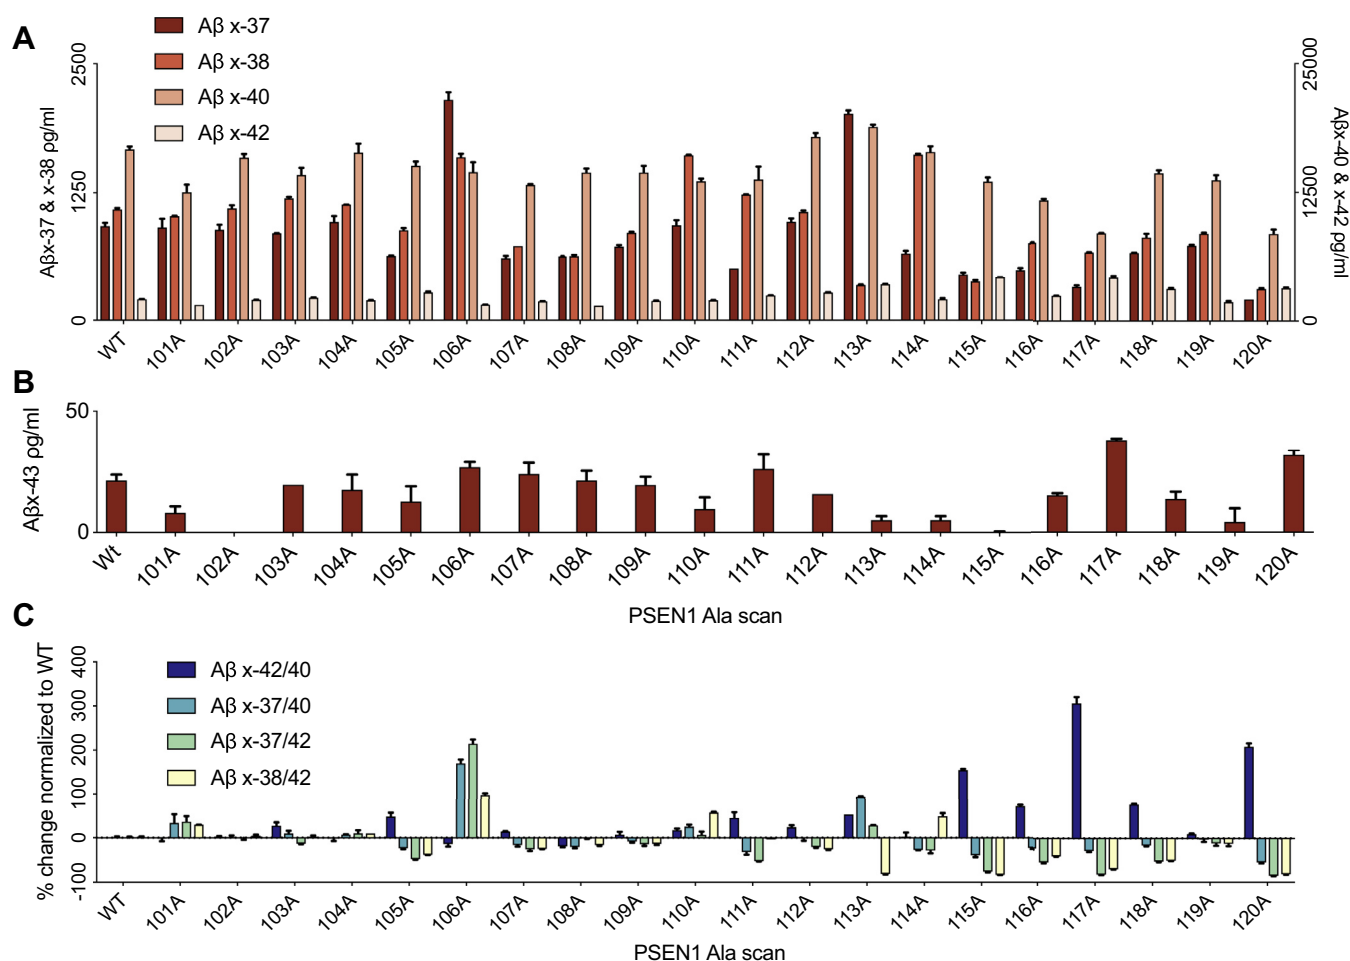 A
Aβ x-37
Aβ x-38
Aβ x-40
Aβ x-42
Aβx-37 & x-38 ρg/ml
2500
1250
0
Aβx-40 & x-42 ρg/ml
25000
12500
0
WT 101A 102A 103A 104A 105A 106A 107A 108A 109A 110A 111A 112A 113A 114A 115A 116A 117A 118A 119A 120A
B
Aβx-43 ρg/ml
50
0
Wt 101A 102A 103A 104A 105A 106A 107A 108A 109A 110A 111A 112A 113A 114A 115A 116A 117A 118A 119A 120A
PSEN1 Ala scan
C
Aβ x-42/40
Aβ x-37/40
Aβ x-37/42
Aβ x-38/42
% change normalized to WT
400
300
200
100
0
-100
WT 101A 102A 103A 104A 105A 106A 107A 108A 109A 110A 111A 112A 113A 114A 115A 116A 117A 118A 119A 120A
PSEN1 Ala scan